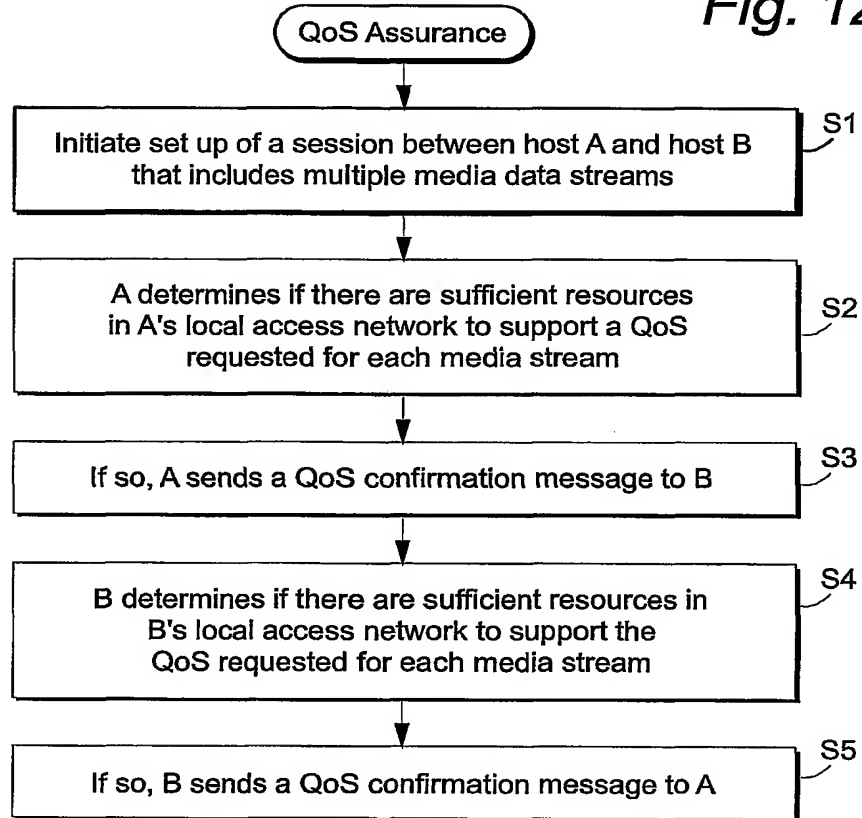 Fig. 12
QoS Assurance
S1
Initiate set up of a session between host A and host B
that includes multiple media data streams
S2
A determines if there are sufficient resources
in A's local access network to support a QoS
requested for each media stream
S3
If so, A sends a QoS confirmation message to B
S4
B determines if there are sufficient resources in
B's local access network to support the
QoS requested for each media stream
S5
If so, B sends a QoS confirmation message to A